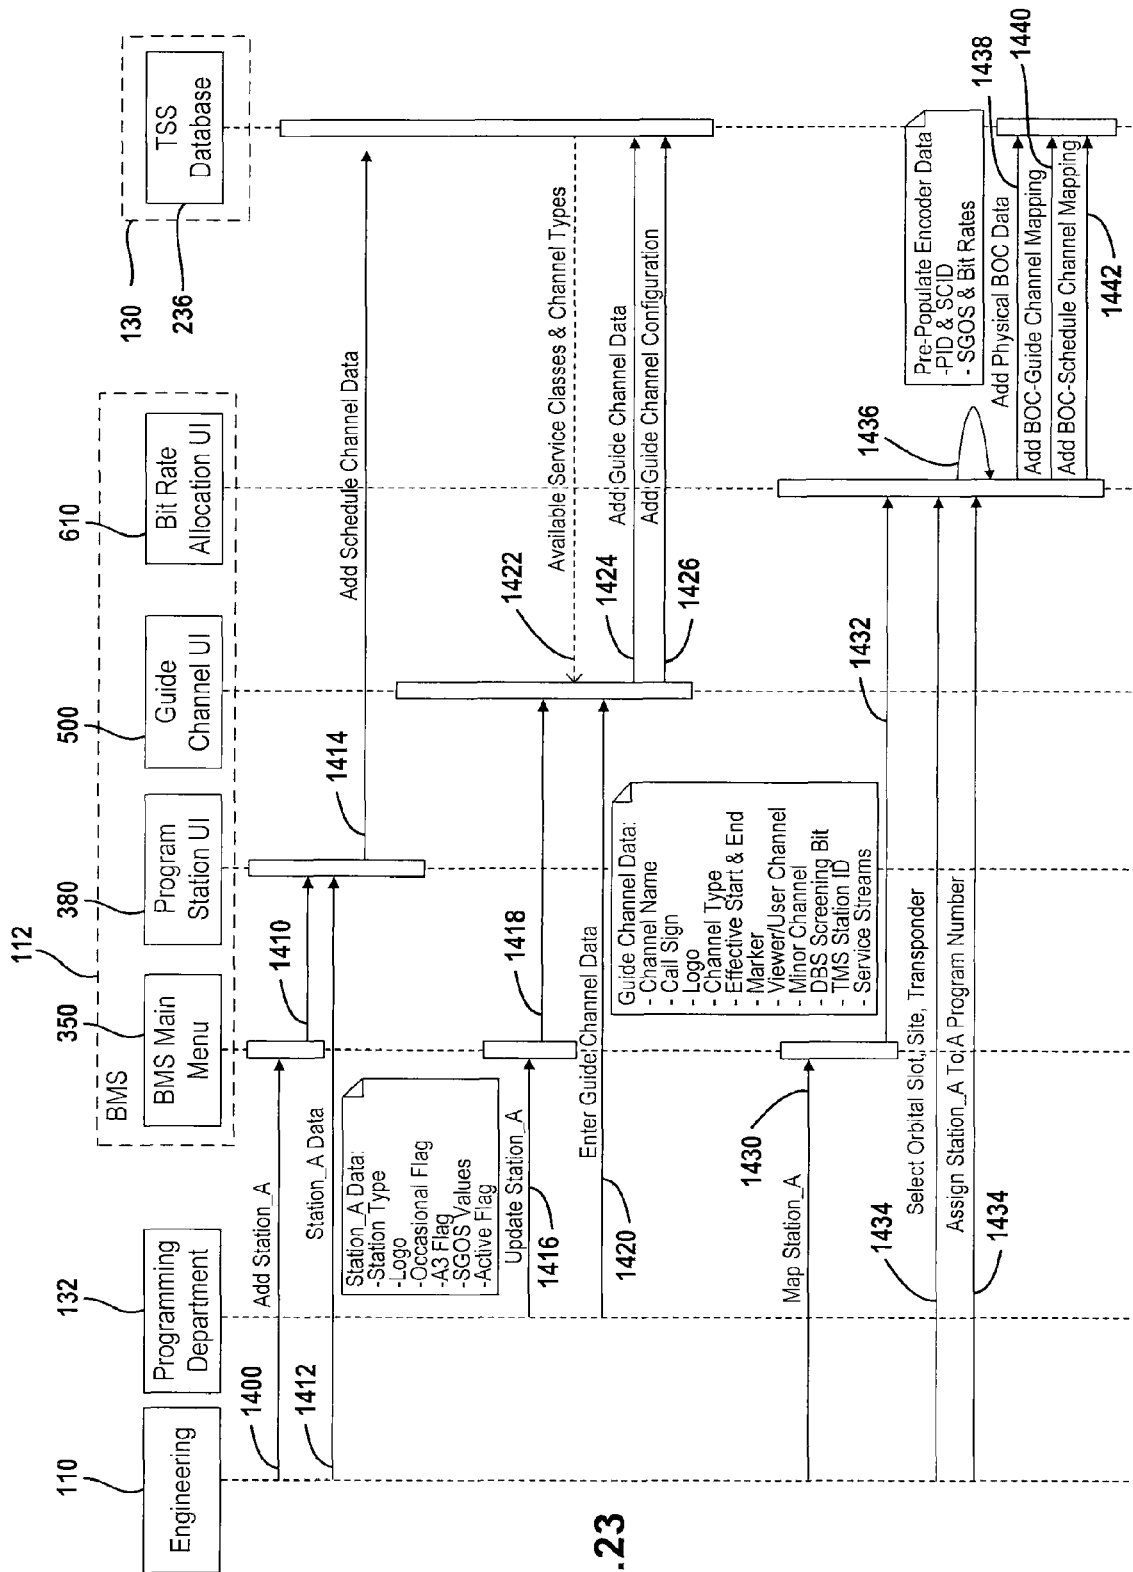 110
Engineering
132
Programming
Department
112
BMS
350
BMS Main
Menu
380
Program
Station UI
500
Guide
Channel UI
610
Bit Rate
Allocation UI
130
236
TSS
Database
1400
Add Station_A
1410
1412
Station_A Data
1414
Add Schedule Channel Data
Station_A Data:
-Station Type
-Logo
-Occasional Flag
-A3 Flag
-SGOS Values
-Active Flag
Update Station_A
1416
1418
1420
Enter Guide Channel Data
1422
Available Service Classes & Channel Types
1424
Add Guide Channel Data
Add Guide Channel Configuration
1426
Guide Channel Data:
- Channel Name
- Call Sign
- Logo
- Channel Type
- Effective Start & End
- Marker
- Viewer/User Channel
- Minor Channel
- DBS Screening Bit
- TMS Station ID
- Service Streams
Map Station_A
1430
1432
1434
Select Orbital Slot, Site, Transponder
Assign Station_A To A Program Number
1434
1436
Pre-Populate Encoder Data
-PID & SCID
- SGOS & Bit Rates
Add Physical BOC Data
1438
Add BOC-Guide Channel Mapping
1440
Add BOC-Schedule Channel Mapping
1442
.23